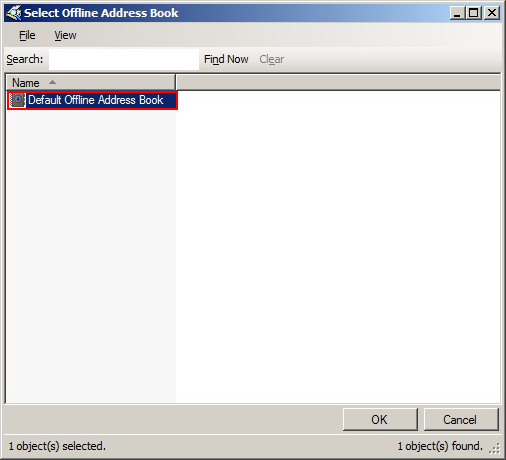 Select Offline Address Book
File View
Search: Find Now Clear
Name
Default Offline Address Book
OK Cancel
1 object(s) selected. 1 object(s) found.